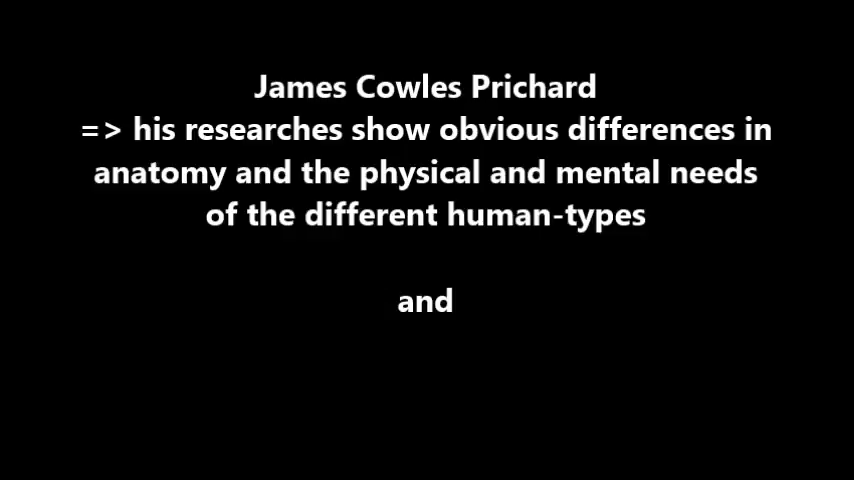 James Cowles Prichard
=> his researches show obvious differences in
anatomy and the physical and mental needs
of the different human-types
and